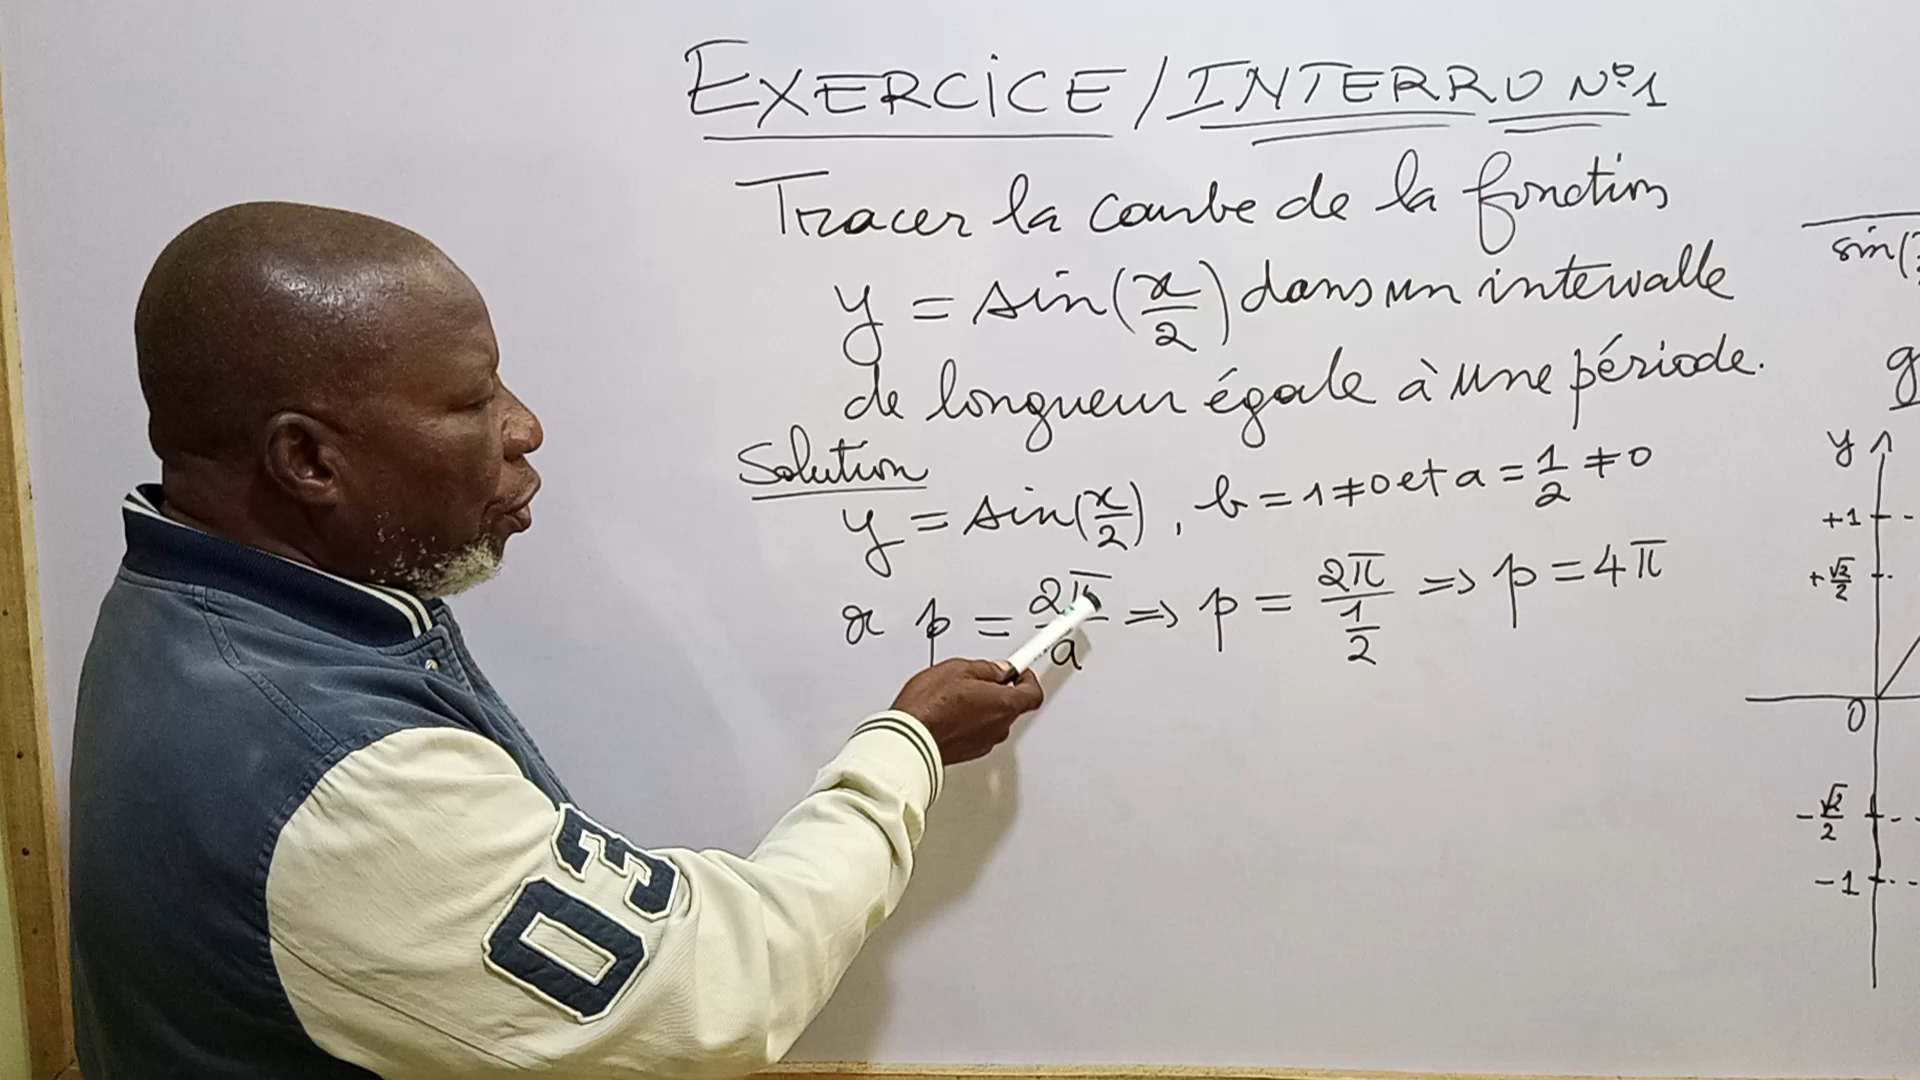 EXERCICE / INTERRO N°1
Tracer la courbe de la fonction
y = sin(x/2) dans un intervalle
de longueur égale à une période.
Solution
y = sin(x/2), b = 1 ≠ 0 et a = 1/2 ≠ 0
* p = 2π/a => p = 2π/(1/2) => p = 4π
sin(
y
+1
+√2/2
0
-√2/2
-1
03